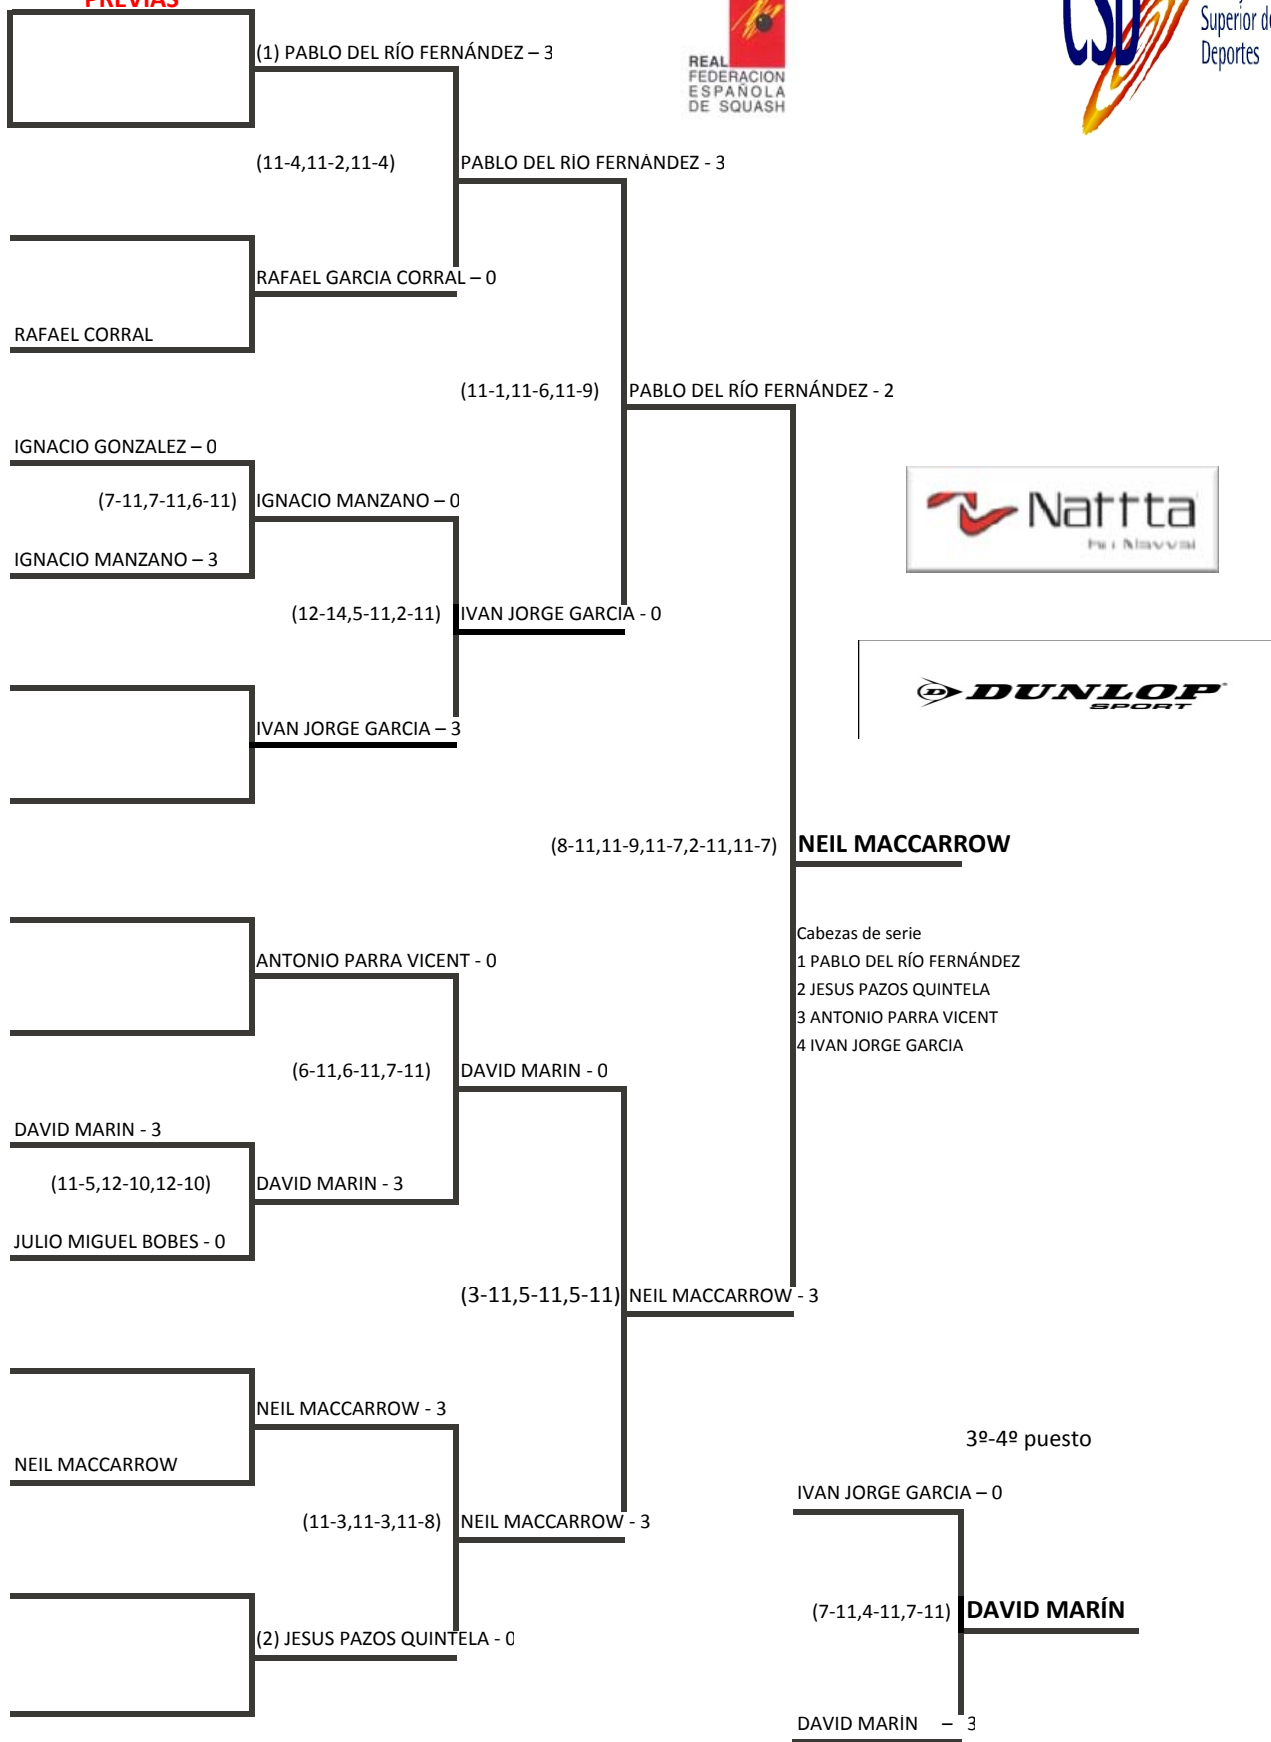 PREVIAS
(1) PABLO DEL RÍO FERNÁNDEZ – 3
REAL
FEDERACION
ESPAÑOLA
DE SQUASH
CSD
Superior de
Deportes
(11-4,11-2,11-4)
PABLO DEL RÍO FERNÁNDEZ - 3
RAFAEL GARCIA CORRAL – 0
RAFAEL CORRAL
(11-1,11-6,11-9)
PABLO DEL RÍO FERNÁNDEZ - 2
IGNACIO GONZALEZ – 0
(7-11,7-11,6-11)
IGNACIO MANZANO – 0
IGNACIO MANZANO – 3
Nattta
(12-14,5-11,2-11)
IVAN JORGE GARCIA - 0
DUNLOP
SPORT
IVAN JORGE GARCIA – 3
(8-11,11-9,11-7,2-11,11-7)
NEIL MACCARROW
Cabezas de serie
1 PABLO DEL RÍO FERNÁNDEZ
2 JESUS PAZOS QUINTELA
3 ANTONIO PARRA VICENT
4 IVAN JORGE GARCIA
ANTONIO PARRA VICENT - 0
(6-11,6-11,7-11)
DAVID MARIN - 0
DAVID MARIN - 3
(11-5,12-10,12-10)
DAVID MARIN - 3
JULIO MIGUEL BOBES - 0
(3-11,5-11,5-11)
NEIL MACCARROW - 3
NEIL MACCARROW - 3
NEIL MACCARROW
(11-3,11-3,11-8)
NEIL MACCARROW - 3
(2) JESUS PAZOS QUINTELA - 0
3º-4º puesto
IVAN JORGE GARCIA – 0
(7-11,4-11,7-11)
DAVID MARÍN
DAVID MARÍN – 3